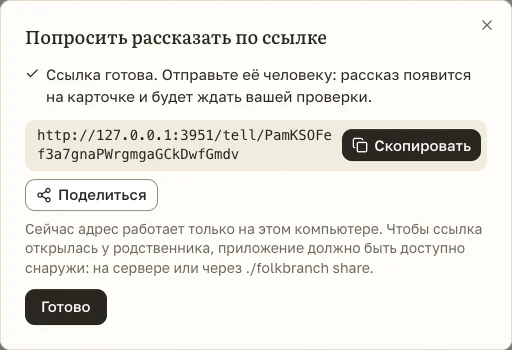 Попросить рассказать по ссылке
Ссылка готова. Отправьте её человеку: рассказ появится
на карточке и будет ждать вашей проверки.
http://127.0.0.1:3951/tell/PamKSOFe
f3a7gnaPWrgmgaGCkDwfGmdv
Скопировать
Поделиться
Сейчас адрес работает только на этом компьютере. Чтобы ссылка
открылась у родственника, приложение должно быть доступно
снаружи: на сервере или через ./folkbranch share.
Готово